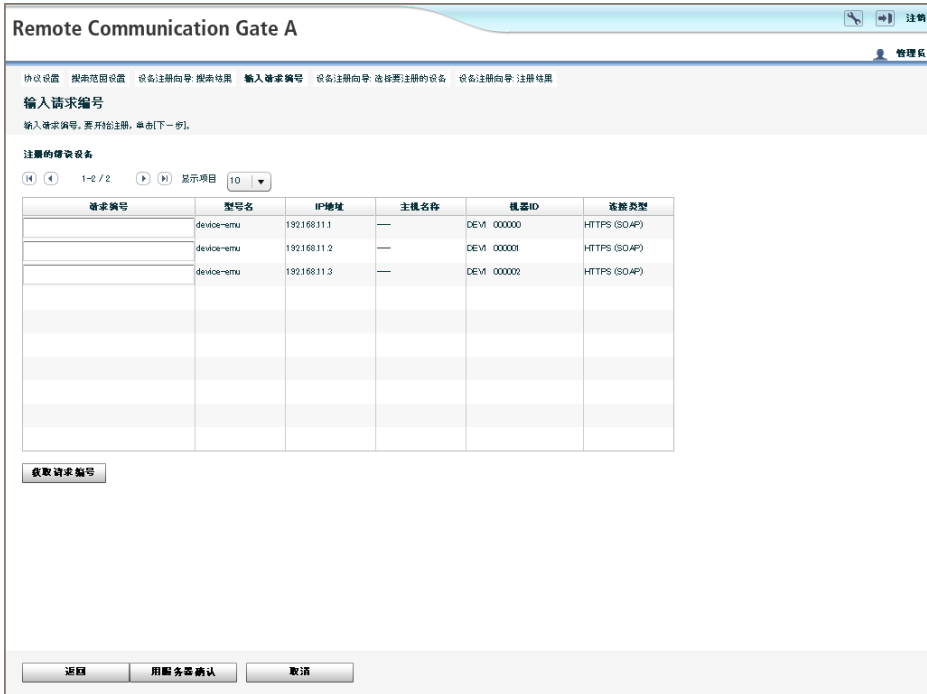 Remote Communication Gate A
注销
管理员
协议设置 搜索范围设置 设备注册向导: 搜索结果 输入请求编号 设备注册向导: 选择要注册的设备 设备注册向导: 注册结果
输入请求编号
输入请求编号。要开始注册, 单击[下一步]。
注册的错误设备
1-2 / 2 显示项目 10
请求编号 型号名 IP地址 主机名称 机器ID 连接类型
device-emu 192.168.11.1 ── DEV1 000000 HTTPS (SOAP)
device-emu 192.168.11.2 ── DEV1 000001 HTTPS (SOAP)
device-emu 192.168.11.3 ── DEV1 000002 HTTPS (SOAP)
获取请求编号
返回 用服务器确认 取消